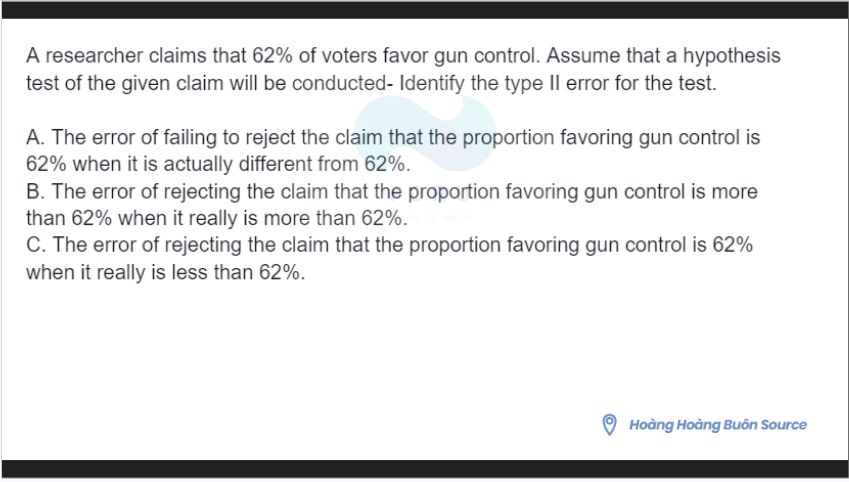 A researcher claims that 62% of voters favor gun control. Assume that a hypothesis
test of the given claim will be conducted- Identify the type II error for the test.
A. The error of failing to reject the claim that the proportion favoring gun control is
62% when it is actually different from 62%.
B. The error of rejecting the claim that the proportion favoring gun control is more
than 62% when it really is more than 62%.
C. The error of rejecting the claim that the proportion favoring gun control is 62%
when it really is less than 62%.
Hoàng Hoàng Buôn Source